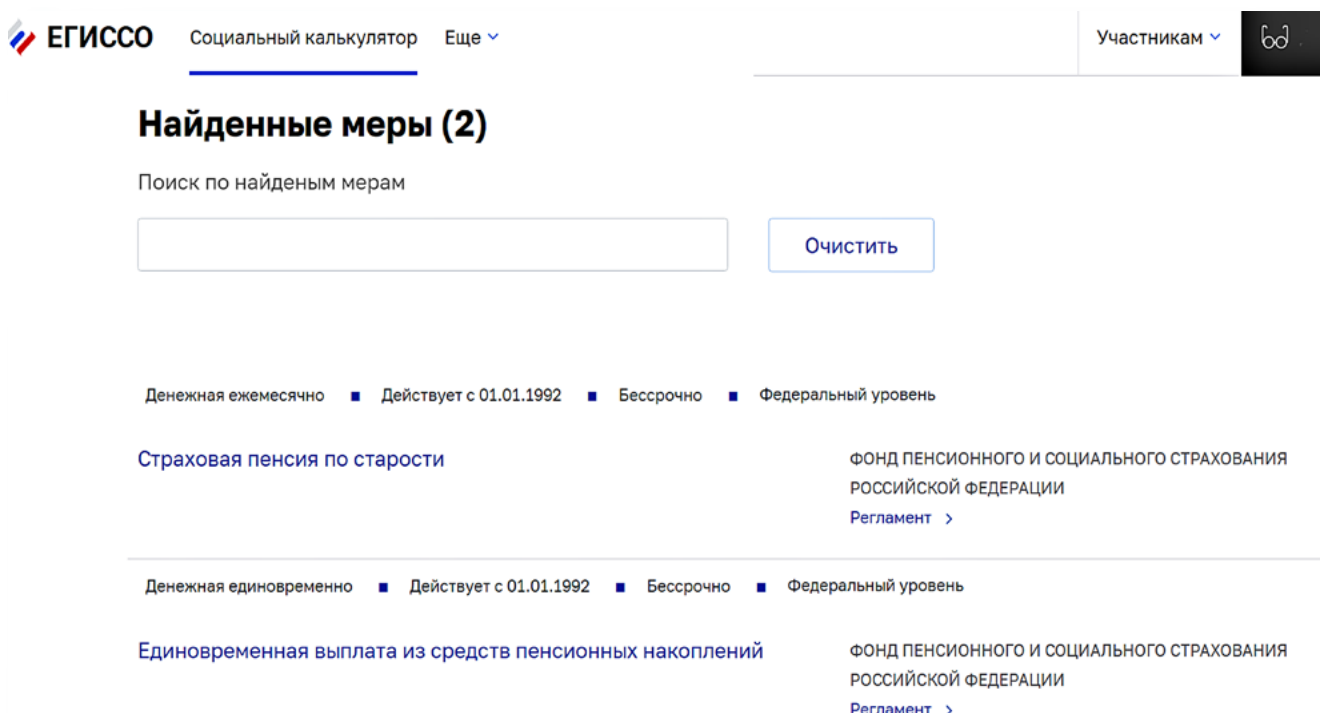 ЕГИССО Социальный калькулятор Еще Участникам
Найденные меры (2)
Поиск по найденым мерам
Очистить
Денежная ежемесячно ■ Действует с 01.01.1992 ■ Бессрочно ■ Федеральный уровень
Страховая пенсия по старости
ФОНД ПЕНСИОННОГО И СОЦИАЛЬНОГО СТРАХОВАНИЯ
РОССИЙСКОЙ ФЕДЕРАЦИИ
Регламент >
Денежная единовременно ■ Действует с 01.01.1992 ■ Бессрочно ■ Федеральный уровень
Единовременная выплата из средств пенсионных накоплений
ФОНД ПЕНСИОННОГО И СОЦИАЛЬНОГО СТРАХОВАНИЯ
РОССИЙСКОЙ ФЕДЕРАЦИИ
Регламент >